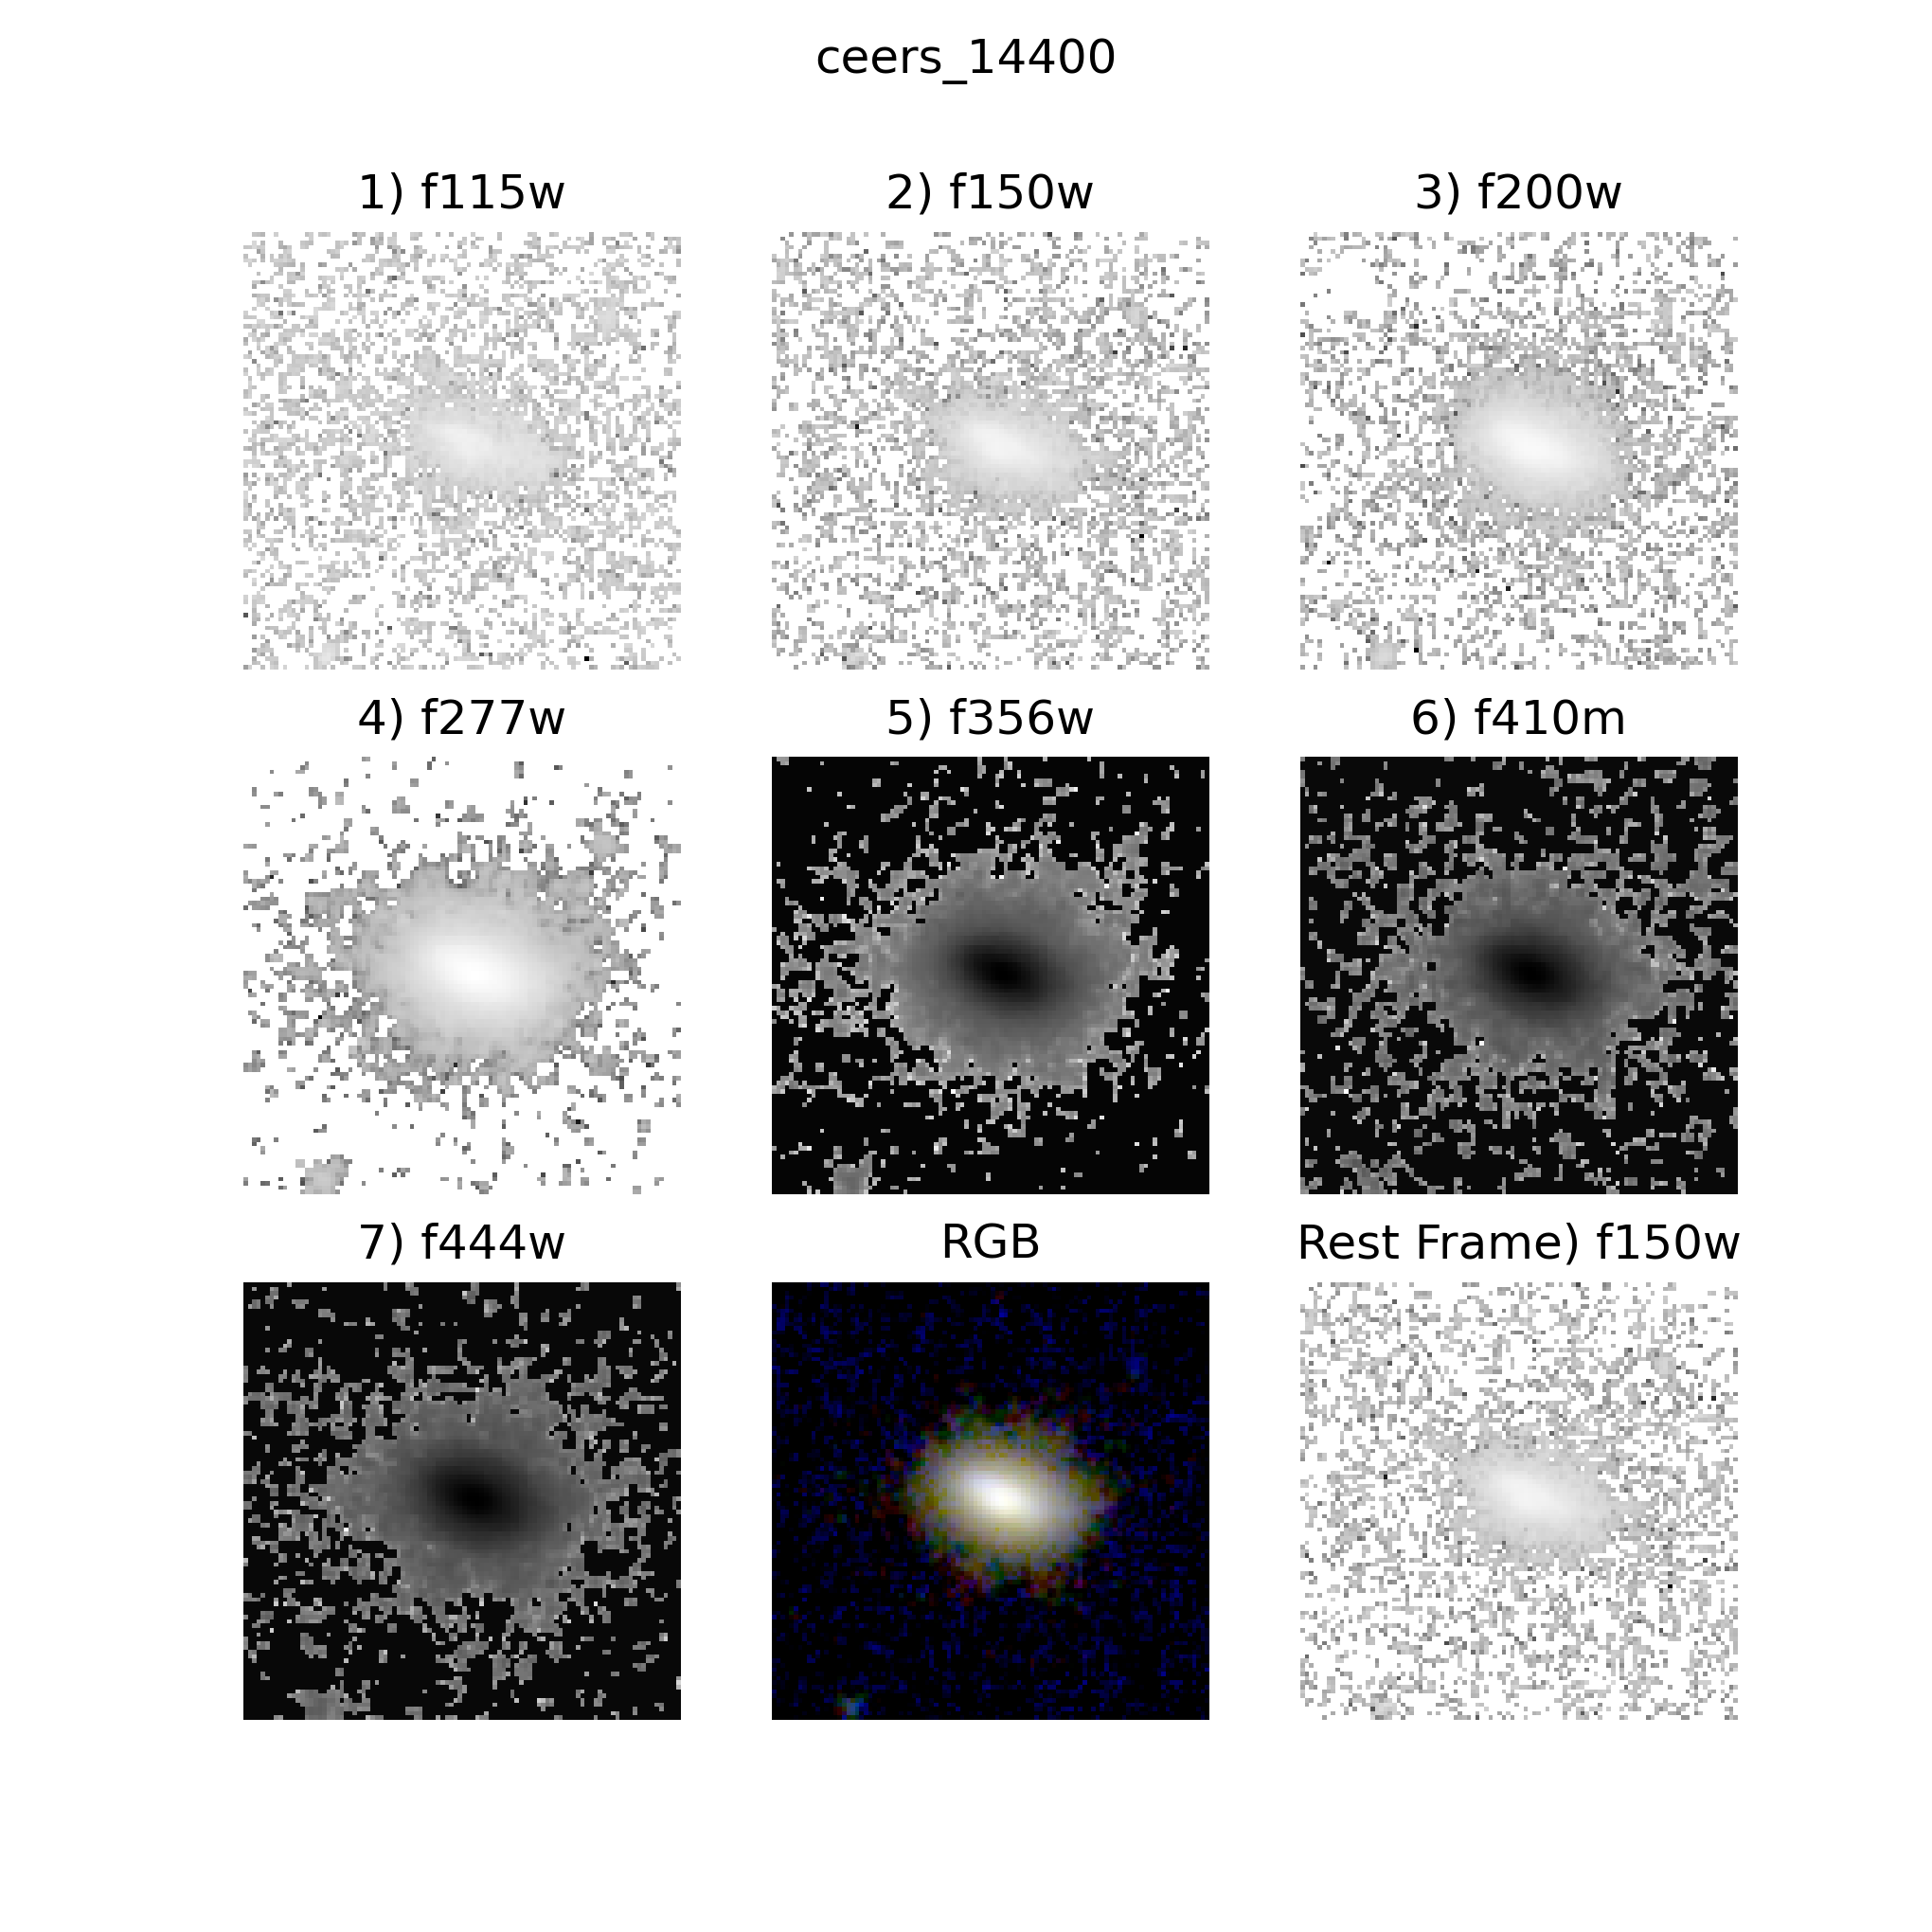 ceers_14400
1) f115w
2) f150w
3) f200w
4) f277w
5) f356w
6) f410m
7) f444w
RGB
Rest Frame) f150w